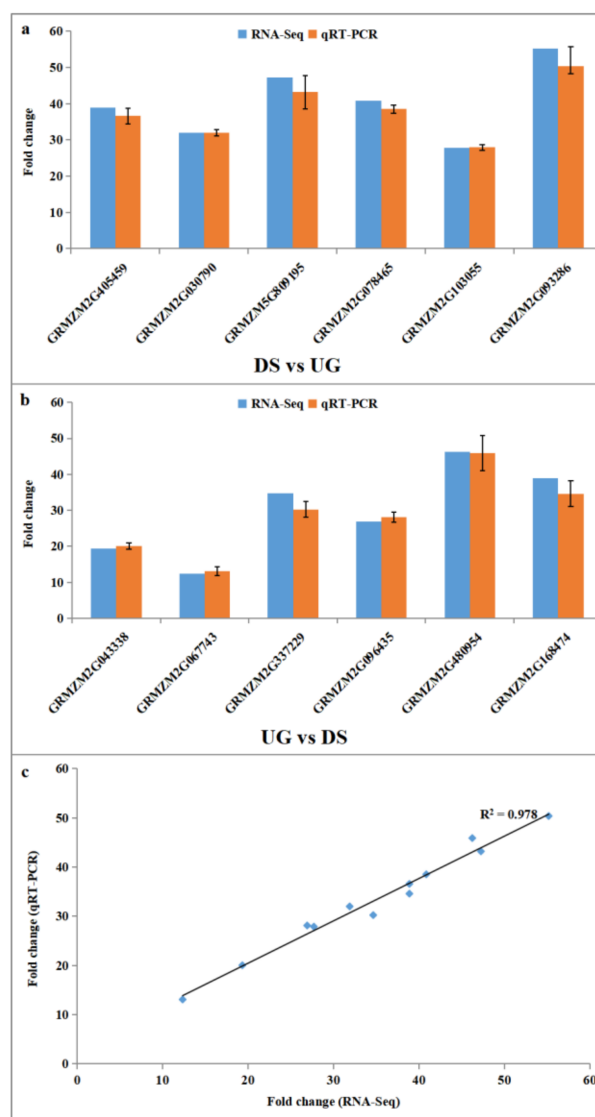 a
RNA-Seq qRT-PCR
60
50
40
30
20
10
0
Fold change
GRMZM2G405459
GRMZM2G030790
GRMZM5G809195
GRMZM2G078465
GRMZM2G103055
GRMZM2G093286
DS vs UG
b
RNA-Seq qRT-PCR
60
50
40
30
20
10
0
Fold change
GRMZM2G043338
GRMZM2G067743
GRMZM2G337229
GRMZM2G096435
GRMZM2G480954
GRMZM2G168474
UG vs DS
c
60
50
40
30
20
10
0
Fold change (qRT-PCR)
R² = 0.978
0 10 20 30 40 50 60
Fold change (RNA-Seq)